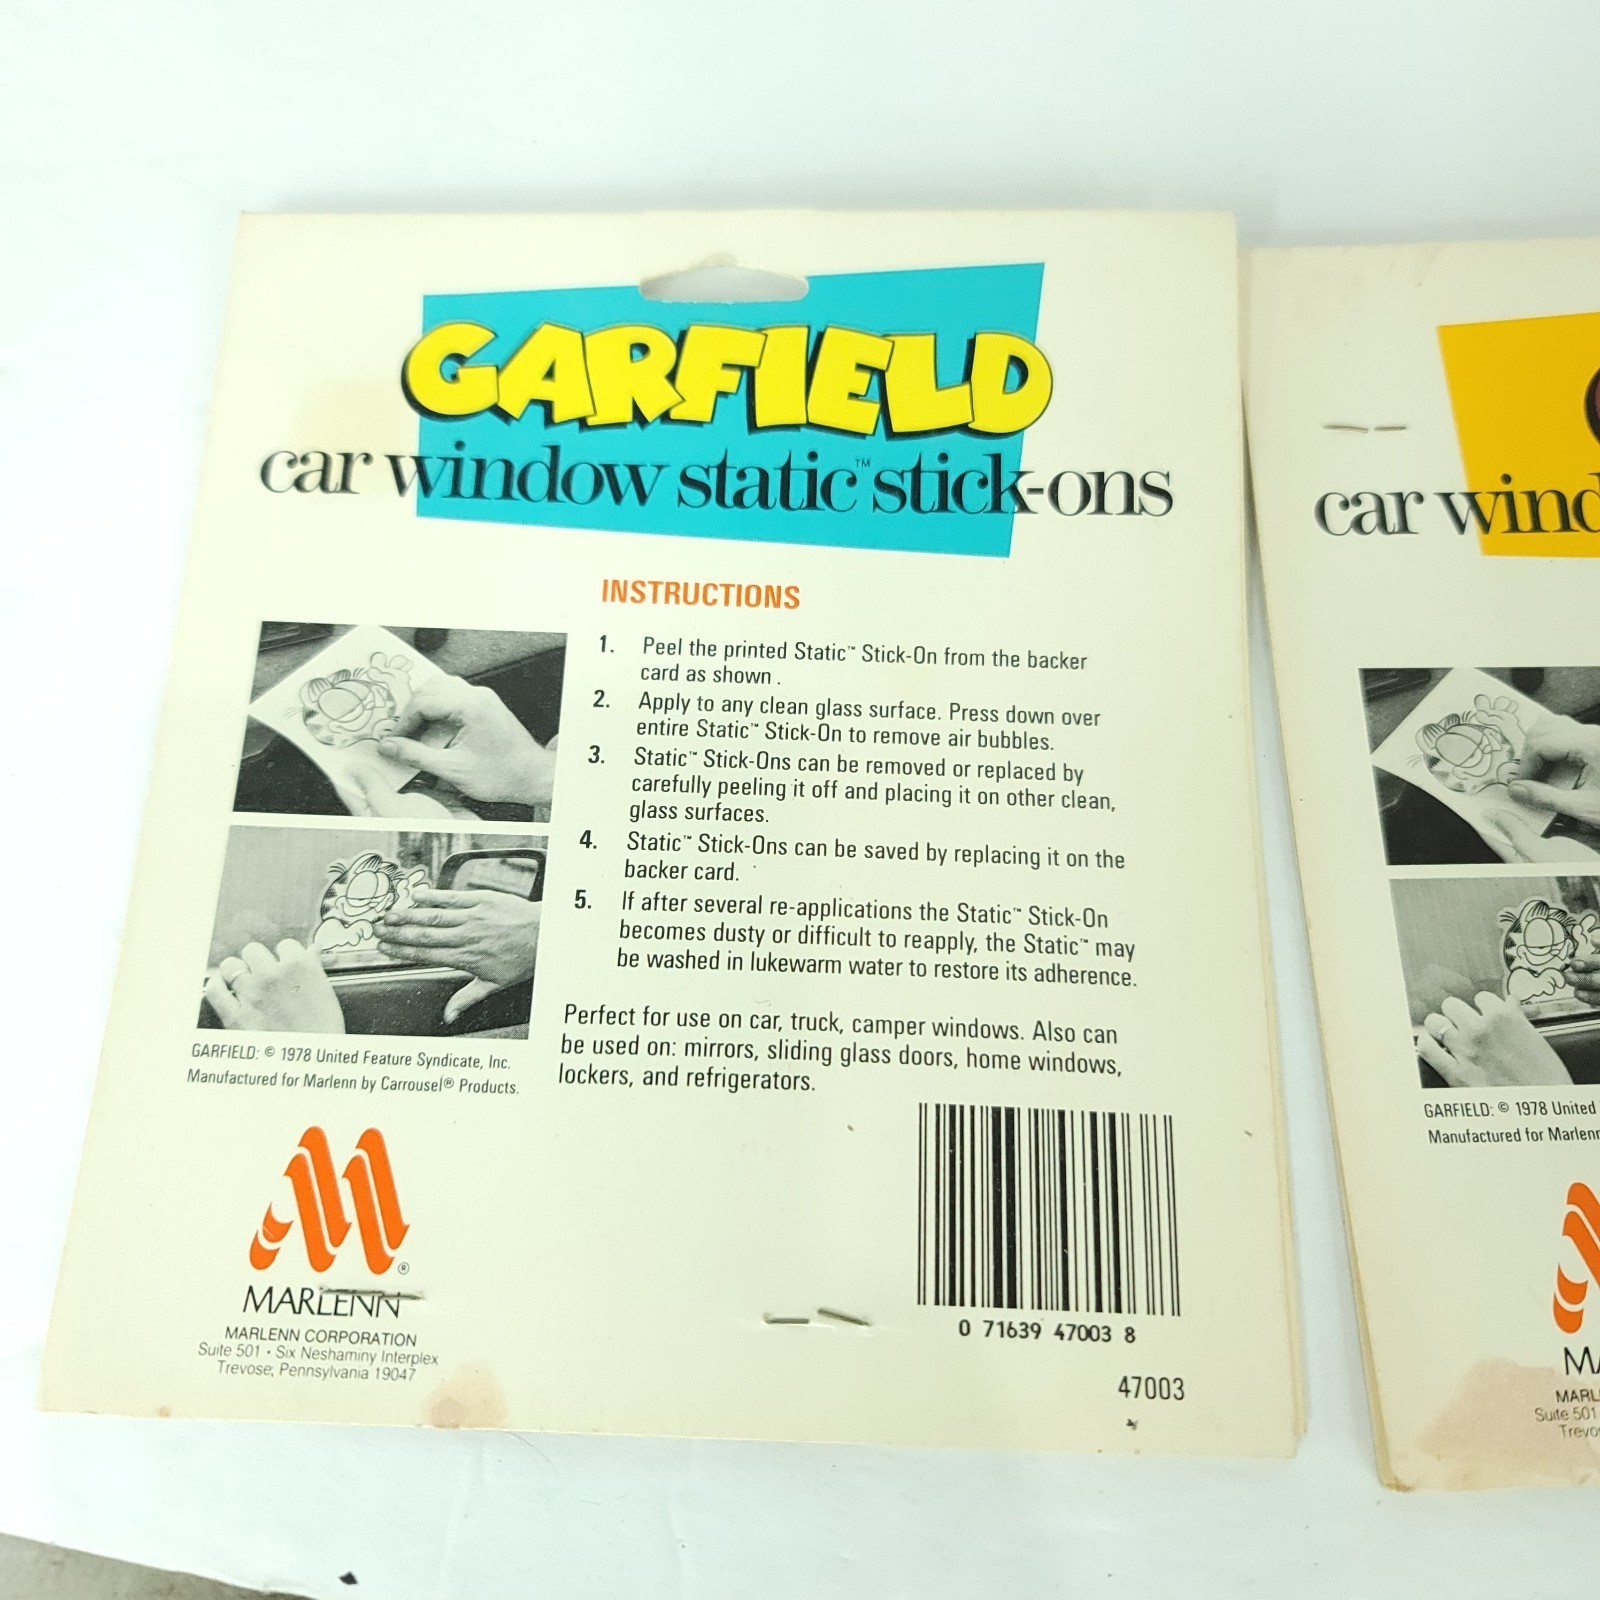 GARFIELD
car window static™ stick-ons
INSTRUCTIONS
1. Peel the printed Static™ Stick-On from the backer
card as shown .
2. Apply to any clean glass surface. Press down over
entire Static™ Stick-On to remove air bubbles.
3. Static™ Stick-Ons can be removed or replaced by
carefully peeling it off and placing it on other clean,
glass surfaces.
4. Static™ Stick-Ons can be saved by replacing it on the
backer card.
5. If after several re-applications the Static™ Stick-On
becomes dusty or difficult to reapply, the Static™ may
be washed in lukewarm water to restore its adherence.
Perfect for use on car, truck, camper windows. Also can
be used on: mirrors, sliding glass doors, home windows,
lockers, and refrigerators.
GARFIELD: © 1978 United Feature Syndicate, Inc.
Manufactured for Marlenn by Carrousel® Products.
®
MARLENN
MARLENN CORPORATION
Suite 501 • Six Neshaminy Interplex
Trevose, Pennsylvania 19047
0 71639 47003 8
47003
car wind
GARFIELD: © 1978 United
Manufactured for Marlenn
MA
MARL
Suite 501
Trevo